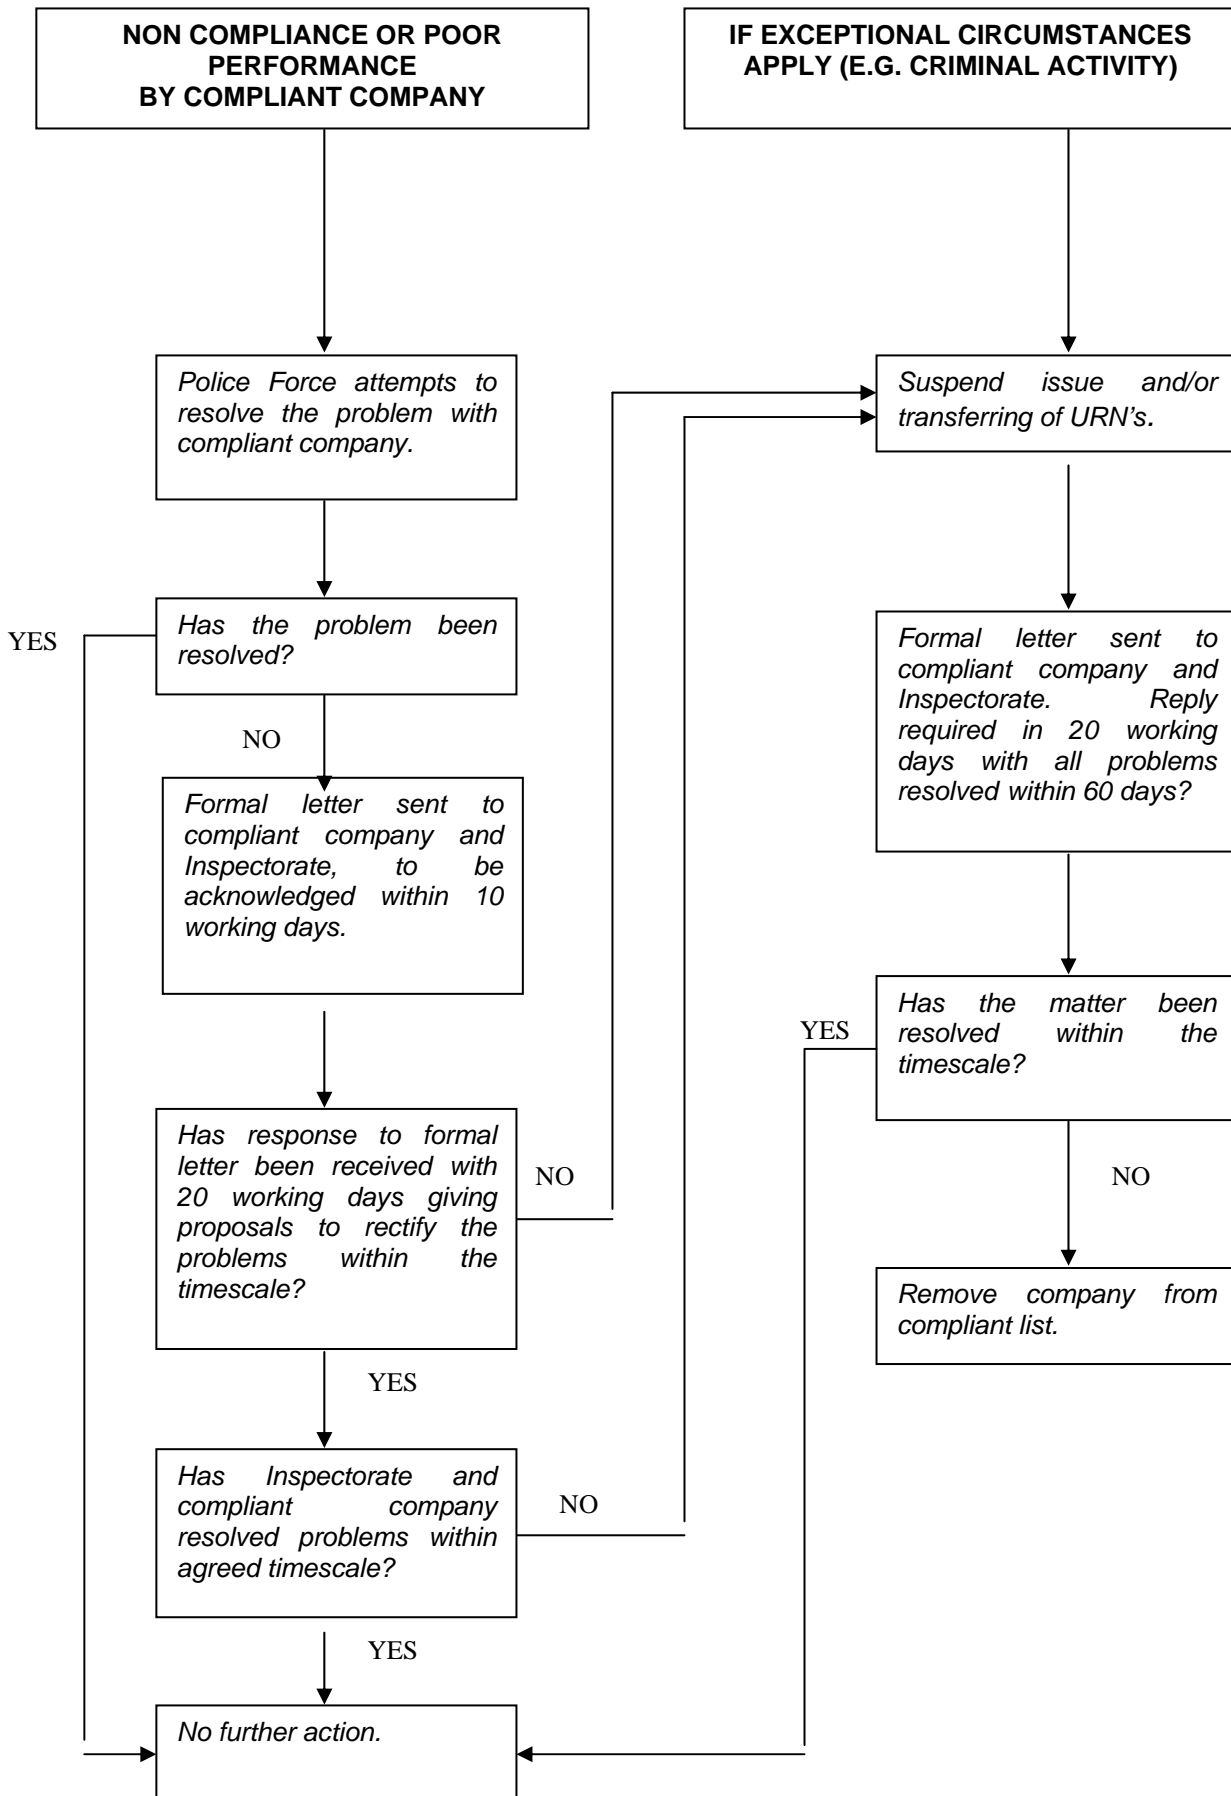 NON COMPLIANCE OR POOR
PERFORMANCE
BY COMPLIANT COMPANY
IF EXCEPTIONAL CIRCUMSTANCES
APPLY (E.G. CRIMINAL ACTIVITY)
Police Force attempts to
resolve the problem with
compliant company.
Suspend issue and/or
transferring of URN's.
YES
Has the problem been
resolved?
NO
Formal letter sent to
compliant company and
Inspectorate, to be
acknowledged within 10
working days.
Formal letter sent to
compliant company and
Inspectorate. Reply
required in 20 working
days with all problems
resolved within 60 days?
Has response to formal
letter been received with
20 working days giving
proposals to rectify the
problems within the
timescale?
NO
YES
Has the matter been
resolved within the
timescale?
NO
Remove company from
compliant list.
YES
Has Inspectorate and
compliant company
resolved problems within
agreed timescale?
NO
YES
No further action.